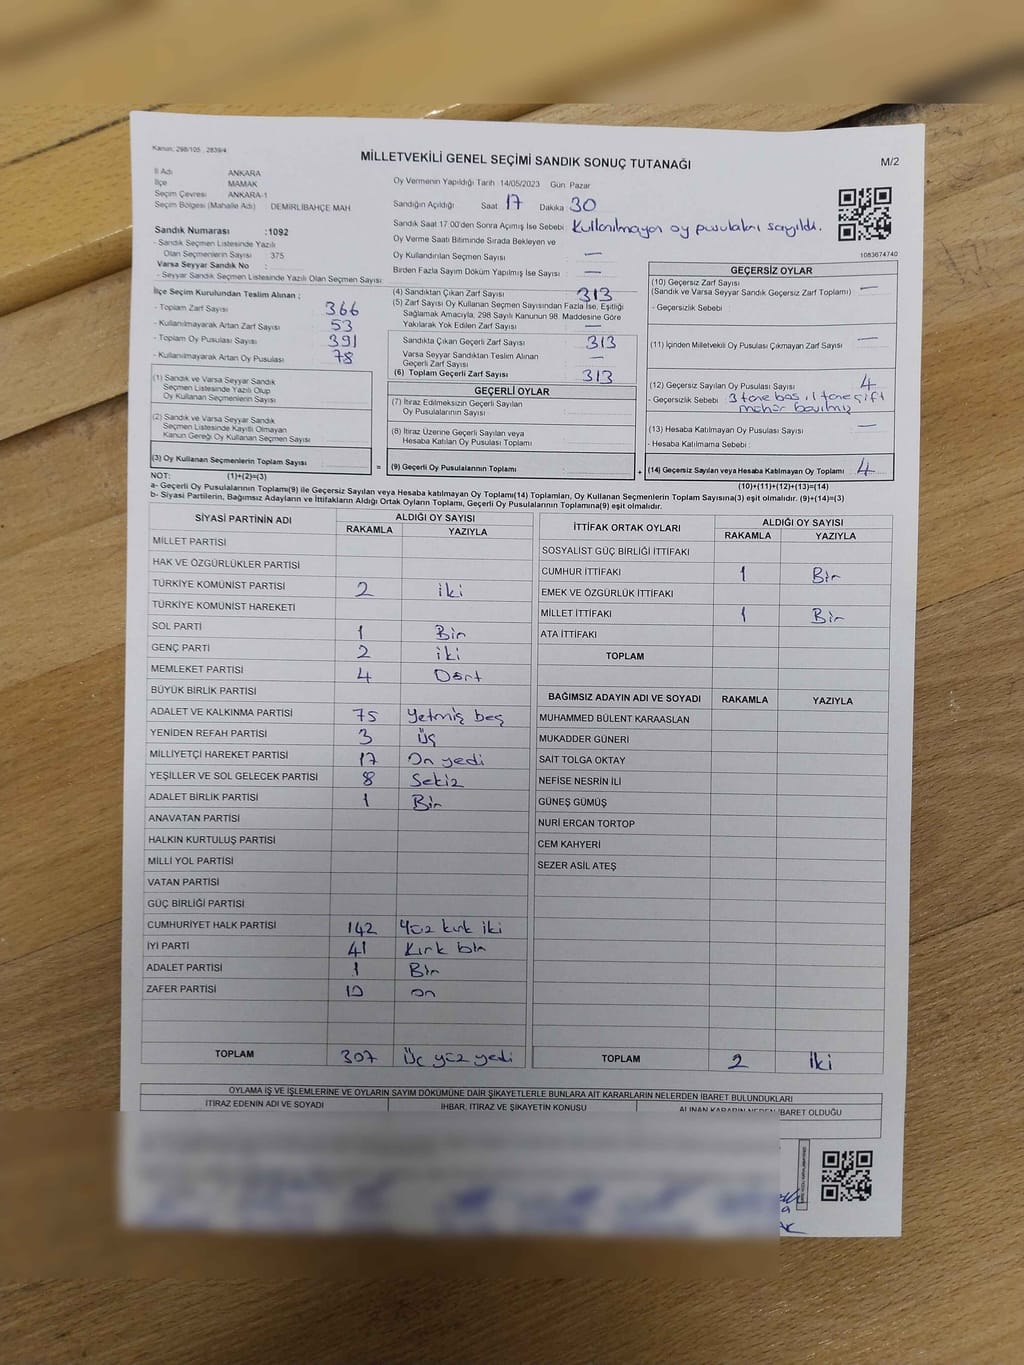 Kanun: 298/105 , 2839/4
MİLLETVEKİLİ GENEL SEÇİMİ SANDIK SONUÇ TUTANAĞI
M/2
İl Adı ANKARA
İlçe MAMAK
Seçim Çevresi ANKARA-1
Seçim Bölgesi (Mahalle Adı) DEMİRLİBAHÇE MAH
Oy Vermenin Yapıldığı Tarih 14/05/2023 Gün Pazar
Sandığın Açıldığı Saat 17 Dakika 30
Sandık Saat 17.00'den Sonra Açımış İse Sebebi Kullanılmayan oy pusulaları sayıldı.
Oy Verme Saati Bitiminde Sırada Bekleyen ve
Oy Kullandırılan Seçmen Sayısı —
Birden Fazla Sayım Döküm Yapılmış İse Sayısı —
1083674740
Sandık Numarası :1092
- Sandık Seçmen Listesinde Yazılı
Olan Seçmenlerin Sayısı 375
Varsa Seyyar Sandık No :
- Seyyar Sandık Seçmen Listesinde Yazılı Olan Seçmen Sayısı:
İlçe Seçim Kurulundan Teslim Alınan ;
- Toplam Zarf Sayısı 366
- Kullanılmayarak Artan Zarf Sayısı 53
- Toplam Oy Pusulası Sayısı 391
- Kullanılmayarak Artan Oy Pusulası 78
(4) Sandıktan Çıkan Zarf Sayısı 313
(5) Zarf Sayısı Oy Kullanan Seçmen Sayısından Fazla İse, Eşitliği
Sağlamak Amacıyla, 298 Sayılı Kanunun 98. Maddesine Göre
Yakılarak Yok Edilen Zarf Sayısı —
Sandıkta Çıkan Geçerli Zarf Sayısı 313
Varsa Seyyar Sandıktan Teslim Alınan
Geçerli Zarf Sayısı —
(6) Toplam Geçerli Zarf Sayısı 313
GEÇERSİZ OYLAR
(10) Geçersiz Zarf Sayısı
(Sandık ve Varsa Seyyar Sandık Geçersiz Zarf Toplamı) —
- Geçersizlik Sebebi :
(11) İçinden Milletvekili Oy Pusulası Çıkmayan Zarf Sayısı —
(12) Geçersiz Sayılan Oy Pusulası Sayısı 4
- Geçersizlik Sebebi : 3 tane boş, 1 tane çift
mühür basılmış
(13) Hesaba Katılmayan Oy Pusulası Sayısı —
- Hesaba Katılmama Sebebi :
(14) Geçersiz Sayılan veya Hesaba Katılmayan Oy Toplamı 4
(10)+(11)+(12)+(13)=(14)
(1) Sandık ve Varsa Seyyar Sandık
Seçmen Listesinde Yazılı Olup
Oy Kullanan Seçmenlerin Sayısı
(2) Sandık ve Varsa Seyyar Sandık
Seçmen Listesinde Kayıtlı Olmayan
Kanun Gereği Oy Kullanan Seçmen Sayısı
(3) Oy Kullanan Seçmenlerin Toplam Sayısı
(1)+(2)=(3)
GEÇERLİ OYLAR
(7) İtiraz Edilmeksizin Geçerli Sayılan
Oy Pusulalarının Sayısı
(8) İtiraz Üzerine Geçerli Sayılan veya
Hesaba Katılan Oy Pusulası Toplamı
= (9) Geçerli Oy Pusulalarının Toplamı +
NOT:
a- Geçerli Oy Pusulaları Toplamı(9) ile Geçersiz Sayılan veya Hesaba katılmayan Oy Toplamı(14) Toplamları, Oy Kullanan Seçmenlerin Toplam Sayısına(3) eşit olmalıdır. (9)+(14)=(3)
b- Siyasi Partilerin, Bağımsız Adayların ve İttifakların Aldığı Ortak Oyların Toplamı, Geçerli Oy Pusulalarının Toplamına(9) eşit olmalıdır.
SİYASİ PARTİNİN ADI ALDIĞI OY SAYISI
RAKAMLA YAZIYLA
MİLLET PARTİSİ
HAK VE ÖZGÜRLÜKLER PARTİSİ
TÜRKİYE KOMÜNİST PARTİSİ 2 iki
TÜRKİYE KOMÜNİST HAREKETİ
SOL PARTİ 1 Bir
GENÇ PARTİ 2 iki
MEMLEKET PARTİSİ 4 Dört
BÜYÜK BİRLİK PARTİSİ
ADALET VE KALKINMA PARTİSİ 75 Yetmiş beş
YENİDEN REFAH PARTİSİ 3 Üç
MİLLİYETÇİ HAREKET PARTİSİ 17 On yedi
YEŞİLLER VE SOL GELECEK PARTİSİ 8 Sekiz
ADALET BİRLİK PARTİSİ 1 Bir
ANAVATAN PARTİSİ
HALKIN KURTULUŞ PARTİSİ
MİLLİ YOL PARTİSİ
VATAN PARTİSİ
GÜÇ BİRLİĞİ PARTİSİ
CUMHURİYET HALK PARTİSİ 142 Yüz kırk iki
İYİ PARTİ 41 Kırk bir
ADALET PARTİSİ 1 Bir
ZAFER PARTİSİ 10 on
TOPLAM 307 Üç yüz yedi
İTTİFAK ORTAK OYLARI ALDIĞI OY SAYISI
RAKAMLA YAZIYLA
SOSYALİST GÜÇ BİRLİĞİ İTTİFAKI
CUMHUR İTTİFAKI 1 Bir
EMEK VE ÖZGÜRLÜK İTTİFAKI
MİLLET İTTİFAKI 1 Bir
ATA İTTİFAKI
TOPLAM
BAĞIMSIZ ADAYIN ADI VE SOYADI RAKAMLA YAZIYLA
MUHAMMED BÜLENT KARAASLAN
MUKADDER GÜNERİ
SAİT TOLGA OKTAY
NEFİSE NESRİN İLİ
GÜNEŞ GÜMÜŞ
NURİ ERCAN TORTOP
CEM KAHYERİ
SEZER ASİL ATEŞ
TOPLAM 2 İki
OYLAMA İŞ VE İŞLEMLERİNE VE OYLARIN SAYIM DÖKÜMÜNE DAİR ŞİKAYETLERLE BUNLARA AİT KARARLARIN NELERDEN İBARET BULUNDUKLARI
İTİRAZ EDENİN ADI VE SOYADI İHBAR, İTİRAZ VE ŞİKAYETİN KONUSU ALINAN KARARIN NEDEN İBARET OLDUĞU